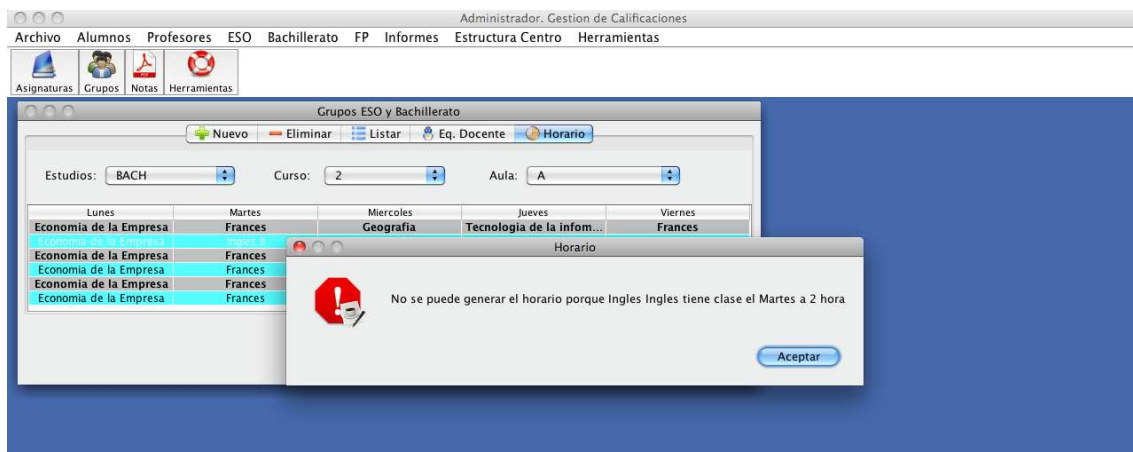 Administrador. Gestion de Calificaciones
Archivo Alumnos Profesores ESO Bachillerato FP Informes Estructura Centro Herramientas
Asignaturas Grupos Notas Herramientas
Grupos ESO y Bachillerato
Nuevo Eliminar Listar Eq. Docente Horario
Estudios: BACH Curso: 2 Aula: A
Lunes Martes Miercoles Jueves Viernes
Economia de la Empresa Frances Geografia Tecnologia de la infom... Frances
Economia de la Empresa Ingles II
Economia de la Empresa Frances
Economia de la Empresa Frances
Economia de la Empresa Frances
Economia de la Empresa Frances
Horario
No se puede generar el horario porque Ingles Ingles tiene clase el Martes a 2 hora
Aceptar